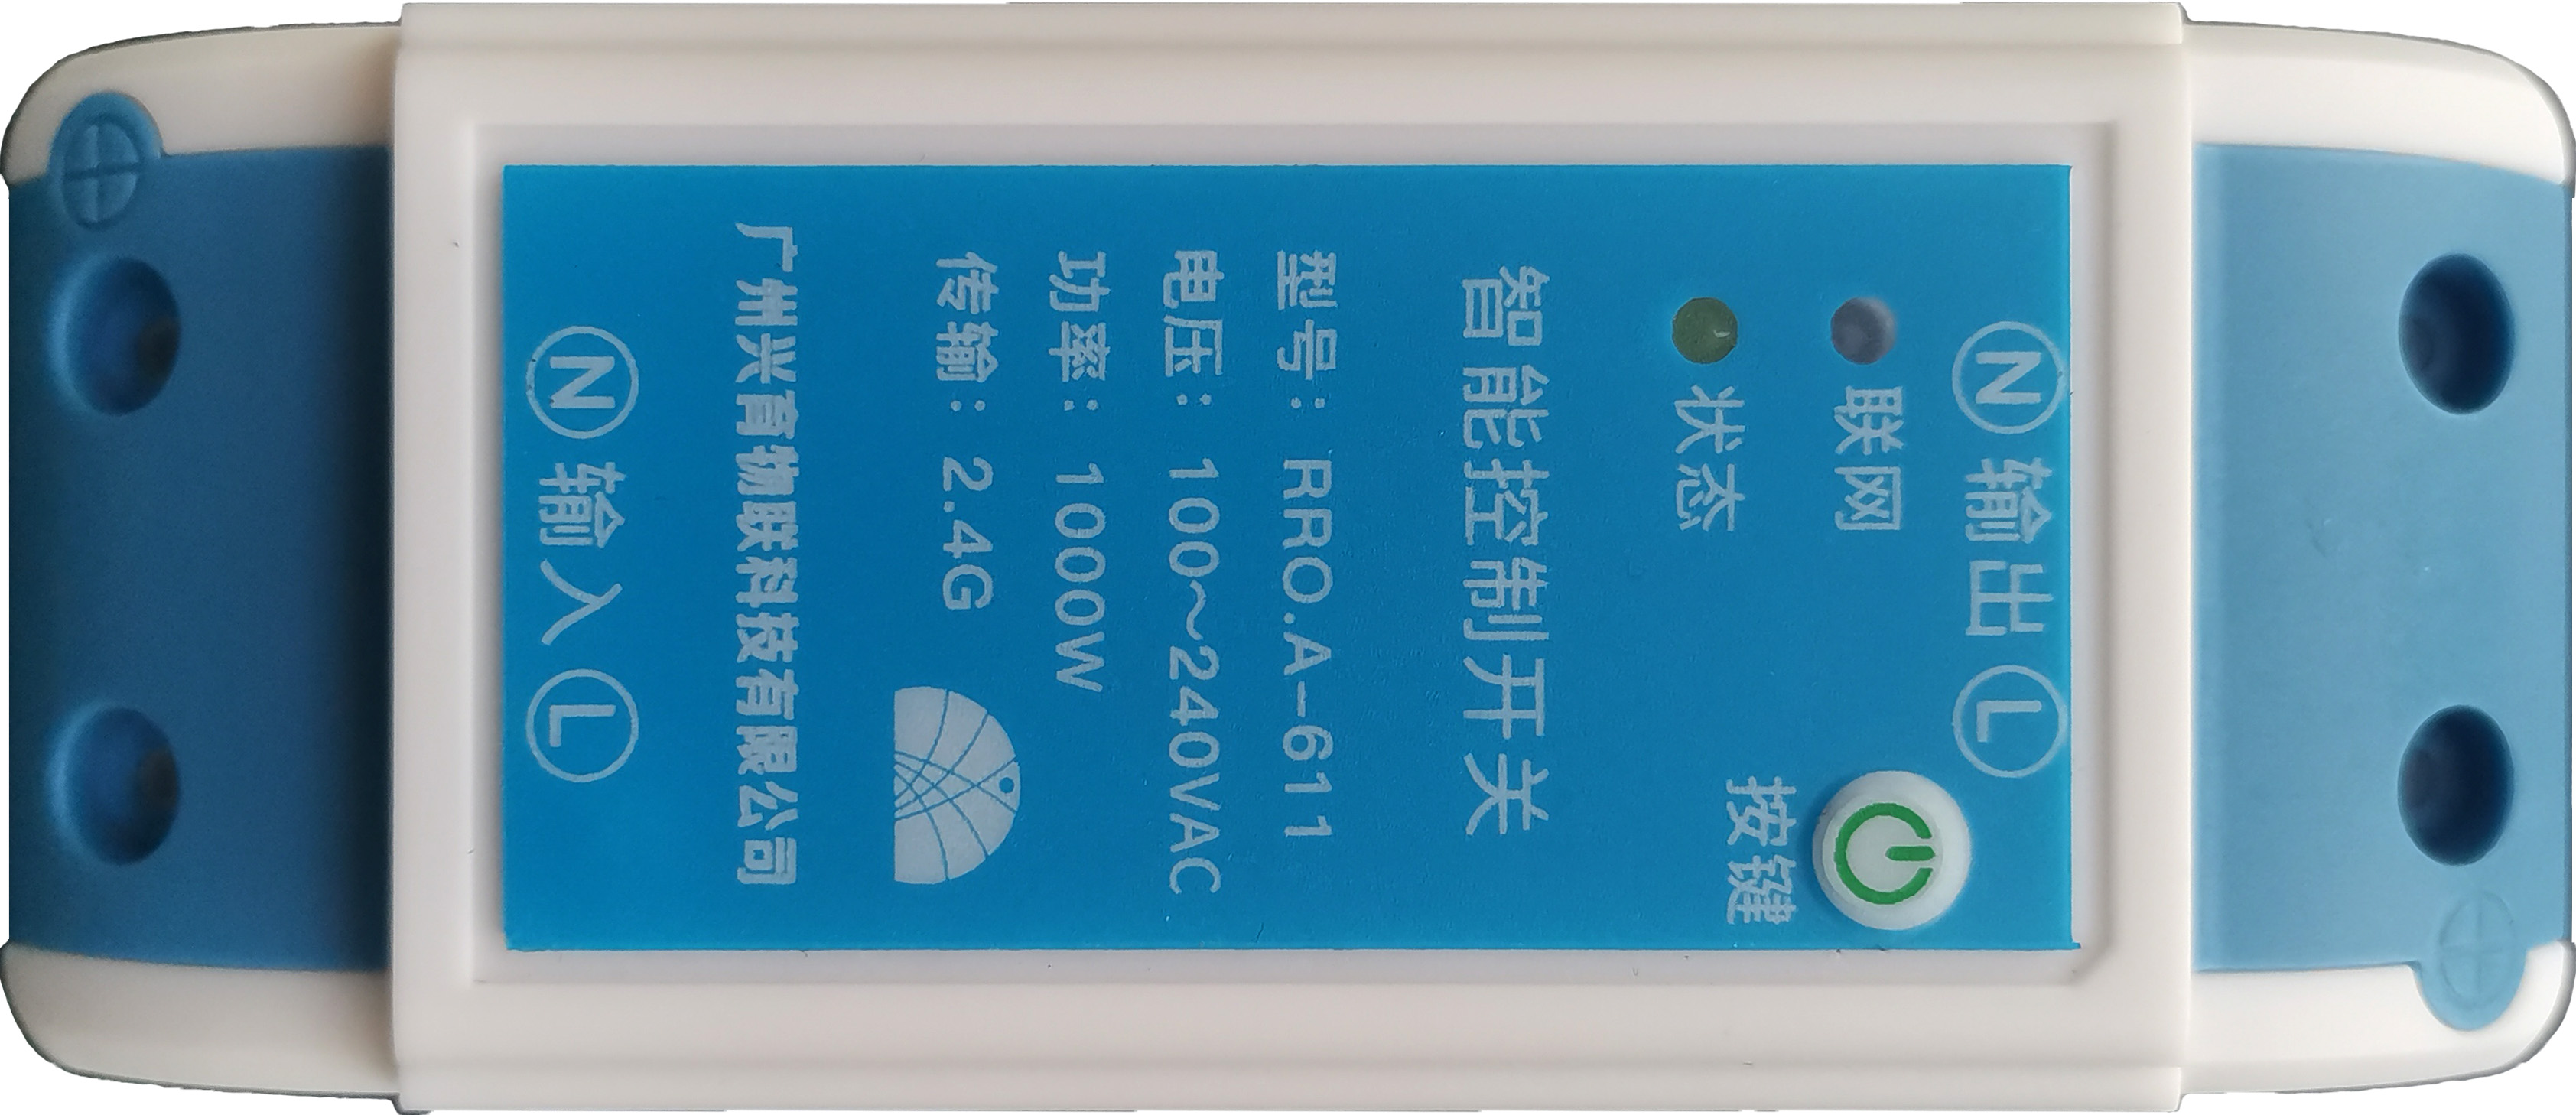 Ⓝ 输出 Ⓛ
联网
状态
按键
智能控制开关
型号: RRO.A-611
电压: 100~240VAC
功率: 1000W
传输: 2.4G
广州兴育物联科技有限公司
Ⓝ 输入 Ⓛ